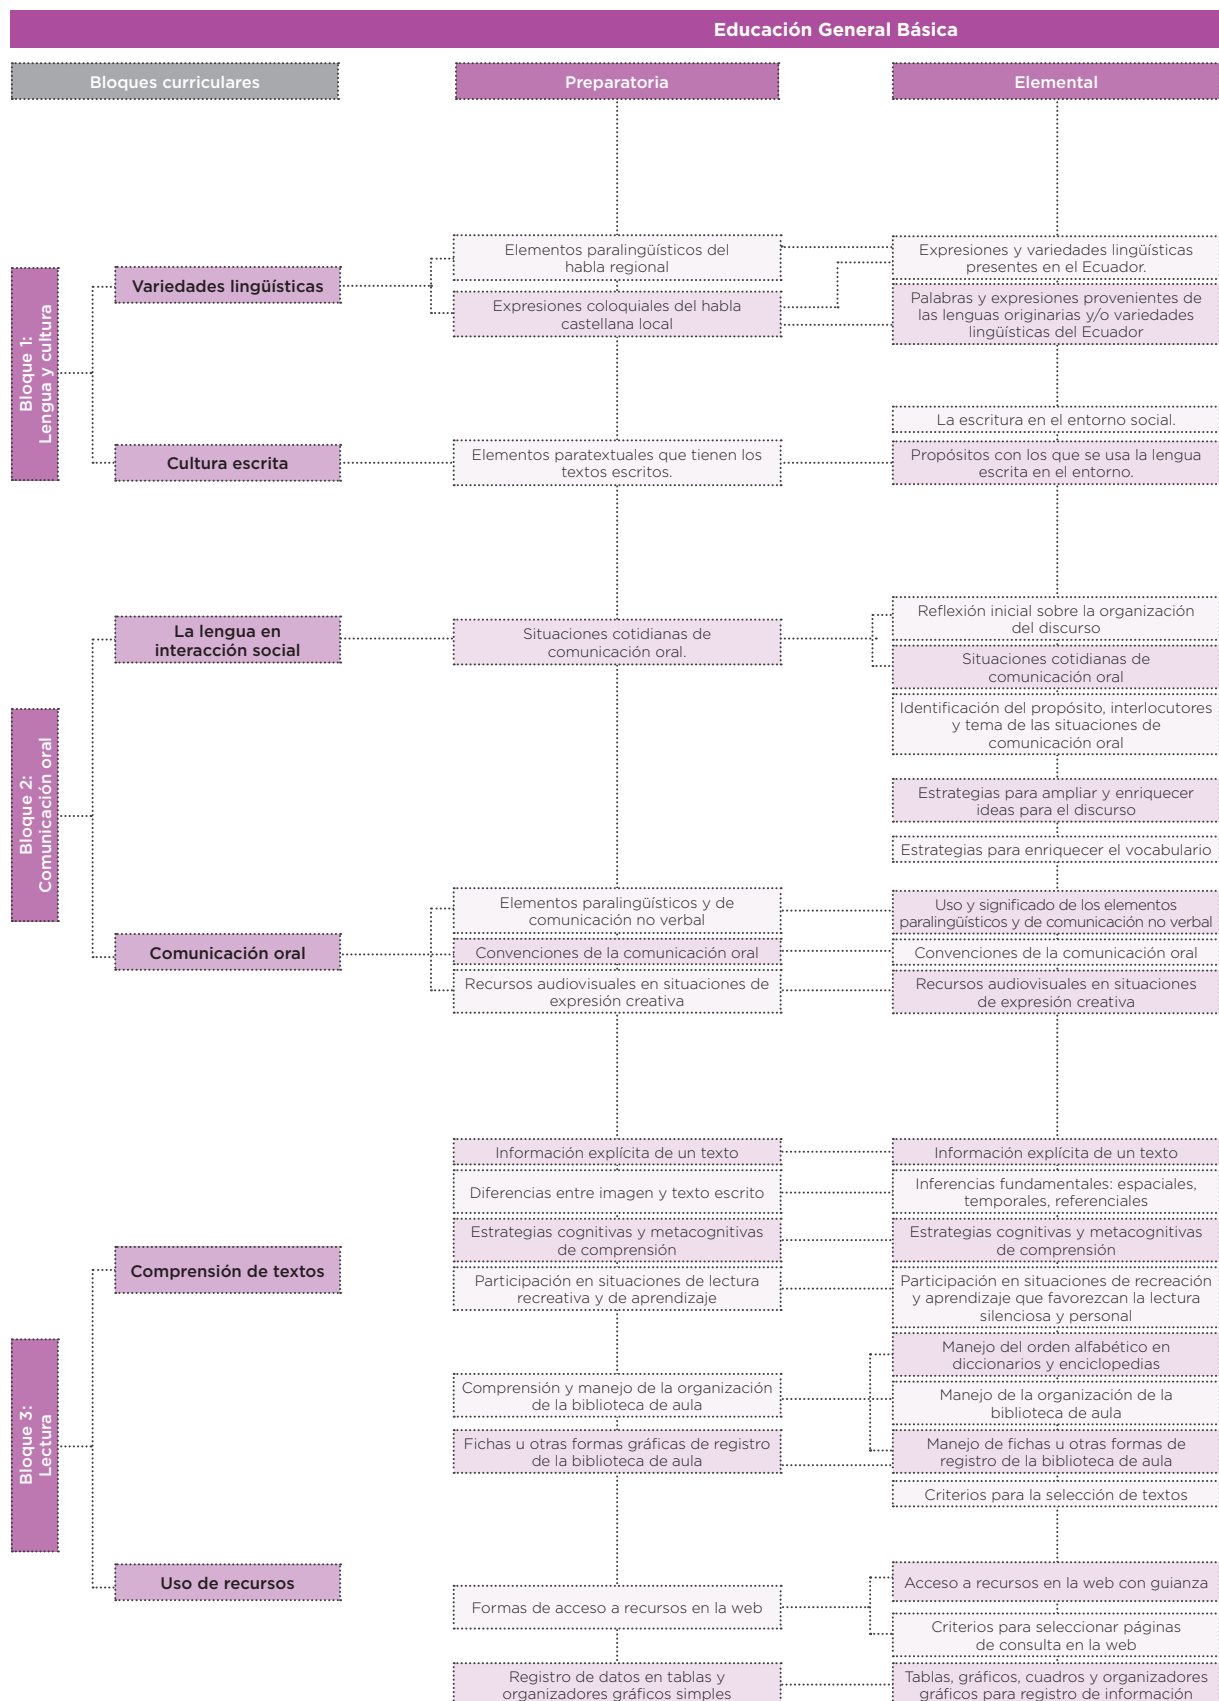 Educación General Básica
Bloques curriculares
Preparatoria
Elemental
Bloque 1:
Lengua y cultura
Variedades lingüísticas
Elementos paralingüísticos del
habla regional
Expresiones coloquiales del habla
castellana local
Expresiones y variedades lingüísticas
presentes en el Ecuador.
Palabras y expresiones provenientes de
las lenguas originarias y/o variedades
lingüísticas del Ecuador
Cultura escrita
Elementos paratextuales que tienen los
textos escritos.
La escritura en el entorno social.
Propósitos con los que se usa la lengua
escrita en el entorno.
Bloque 2:
Comunicación oral
La lengua en
interacción social
Situaciones cotidianas de
comunicación oral.
Reflexión inicial sobre la organización
del discurso
Situaciones cotidianas de
comunicación oral
Identificación del propósito, interlocutores
y tema de las situaciones de
comunicación oral
Estrategias para ampliar y enriquecer
ideas para el discurso
Estrategias para enriquecer el vocabulario
Comunicación oral
Elementos paralingüísticos y de
comunicación no verbal
Convenciones de la comunicación oral
Recursos audiovisuales en situaciones de
expresión creativa
Uso y significado de los elementos
paralingüísticos y de comunicación no verbal
Convenciones de la comunicación oral
Recursos audiovisuales en situaciones
de expresión creativa
Bloque 3:
Lectura
Comprensión de textos
Información explícita de un texto
Diferencias entre imagen y texto escrito
Estrategias cognitivas y metacognitivas
de comprensión
Participación en situaciones de lectura
recreativa y de aprendizaje
Información explícita de un texto
Inferencias fundamentales: espaciales,
temporales, referenciales
Estrategias cognitivas y metacognitivas
de comprensión
Participación en situaciones de recreación
y aprendizaje que favorezcan la lectura
silenciosa y personal
Comprensión y manejo de la organización
de la biblioteca de aula
Fichas u otras formas gráficas de registro
de la biblioteca de aula
Manejo del orden alfabético en
diccionarios y enciclopedias
Manejo de la organización de la
biblioteca de aula
Manejo de fichas u otras formas de
registro de la biblioteca de aula
Criterios para la selección de textos
Uso de recursos
Formas de acceso a recursos en la web
Acceso a recursos en la web con guianza
Criterios para seleccionar páginas
de consulta en la web
Registro de datos en tablas y
organizadores gráficos simples
Tablas, gráficos, cuadros y organizadores
gráficos para registro de información